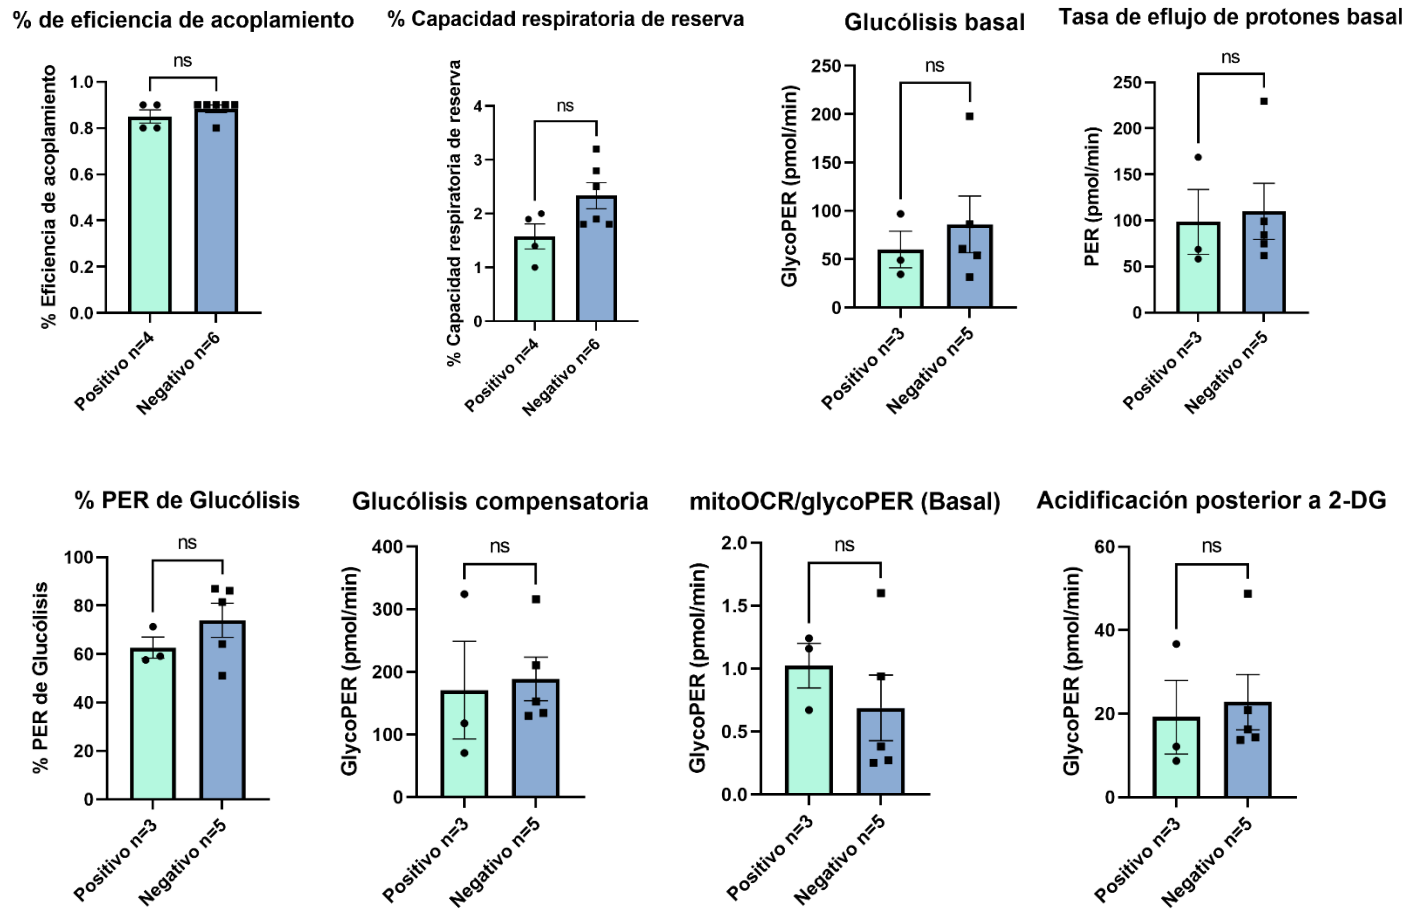 % de eficiencia de acoplamiento
ns
% Eficiencia de acoplamiento
1.0
0.8
0.6
0.4
0.2
0.0
Positivo n=4
Negativo n=6
% Capacidad respiratoria de reserva
ns
% Capacidad respiratoria de reserva
4
3
2
1
0
Positivo n=4
Negativo n=6
Glucólisis basal
ns
GlycoPER (pmol/min)
250
200
150
100
50
0
Positivo n=3
Negativo n=5
Tasa de eflujo de protones basal
ns
PER (pmol/min)
250
200
150
100
50
0
Positivo n=3
Negativo n=5
% PER de Glucólisis
ns
% PER de Glucólisis
100
80
60
40
20
0
Positivo n=3
Negativo n=5
Glucólisis compensatoria
ns
GlycoPER (pmol/min)
400
300
200
100
0
Positivo n=3
Negativo n=5
mitoOCR/glycoPER (Basal)
ns
GlycoPER (pmol/min)
2.0
1.5
1.0
0.5
0.0
Positivo n=3
Negativo n=5
Acidificación posterior a 2-DG
ns
GlycoPER (pmol/min)
60
40
20
0
Positivo n=3
Negativo n=5